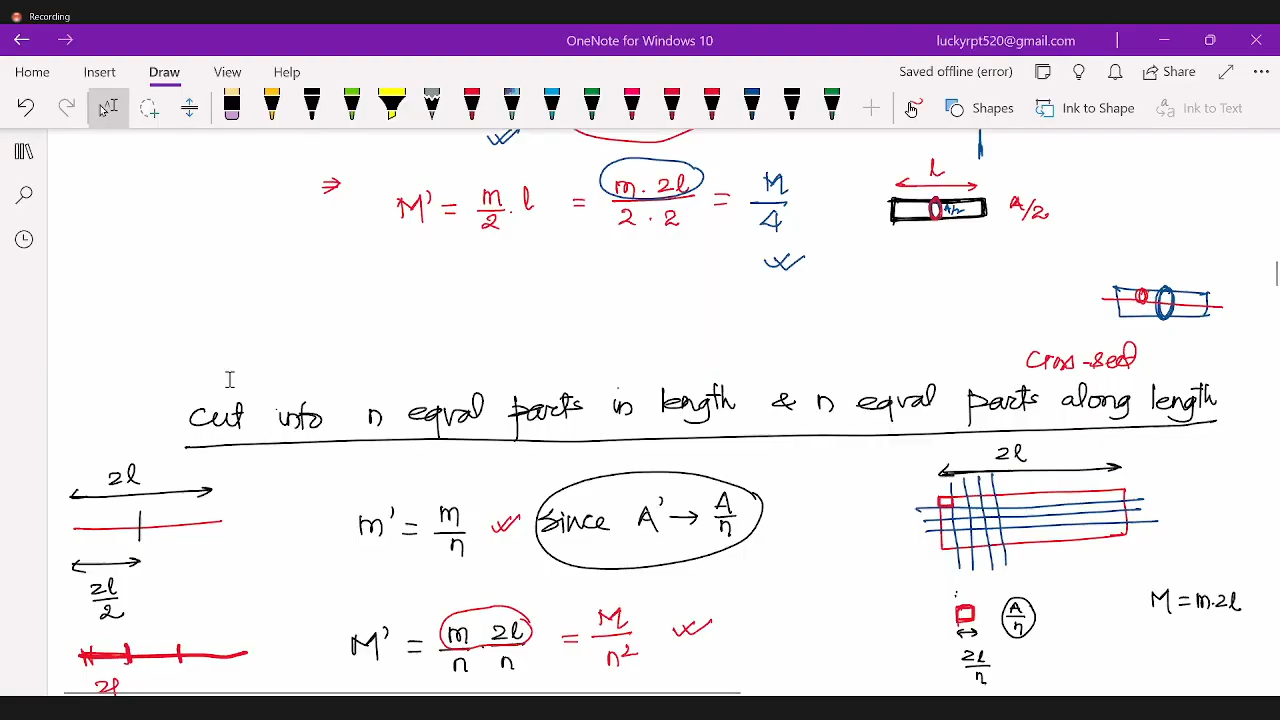 Recording
OneNote for Windows 10
luckyrpt520@gmail.com
Home Insert Draw View Help
Saved offline (error)
Share
Shapes
Ink to Shape
Ink to Text
⇒ M' = m/2 . l = m . 2l / 2 . 2 = M/4
L
A/2
cross-sect
cut into n equal parts in length & n equal parts along length
2l
2l
m' = m/n
since A' → A/n
2l/2
A/n
M = m.2l
M' = m 2l / n . n = M/n²
2l/n
2l